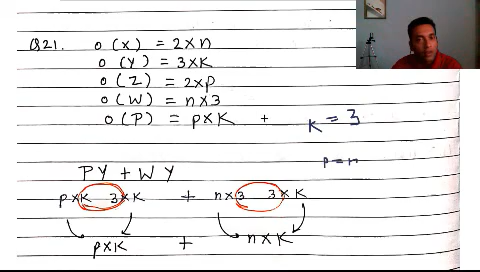 Q21. O(X) = 2×n
O(Y) = 3×K
O(Z) = 2×p
O(W) = n×3
O(P) = p×K +
K = 3
p=n
PY + WY
p×K 3×K + n×3 3×K
p×K + n×K